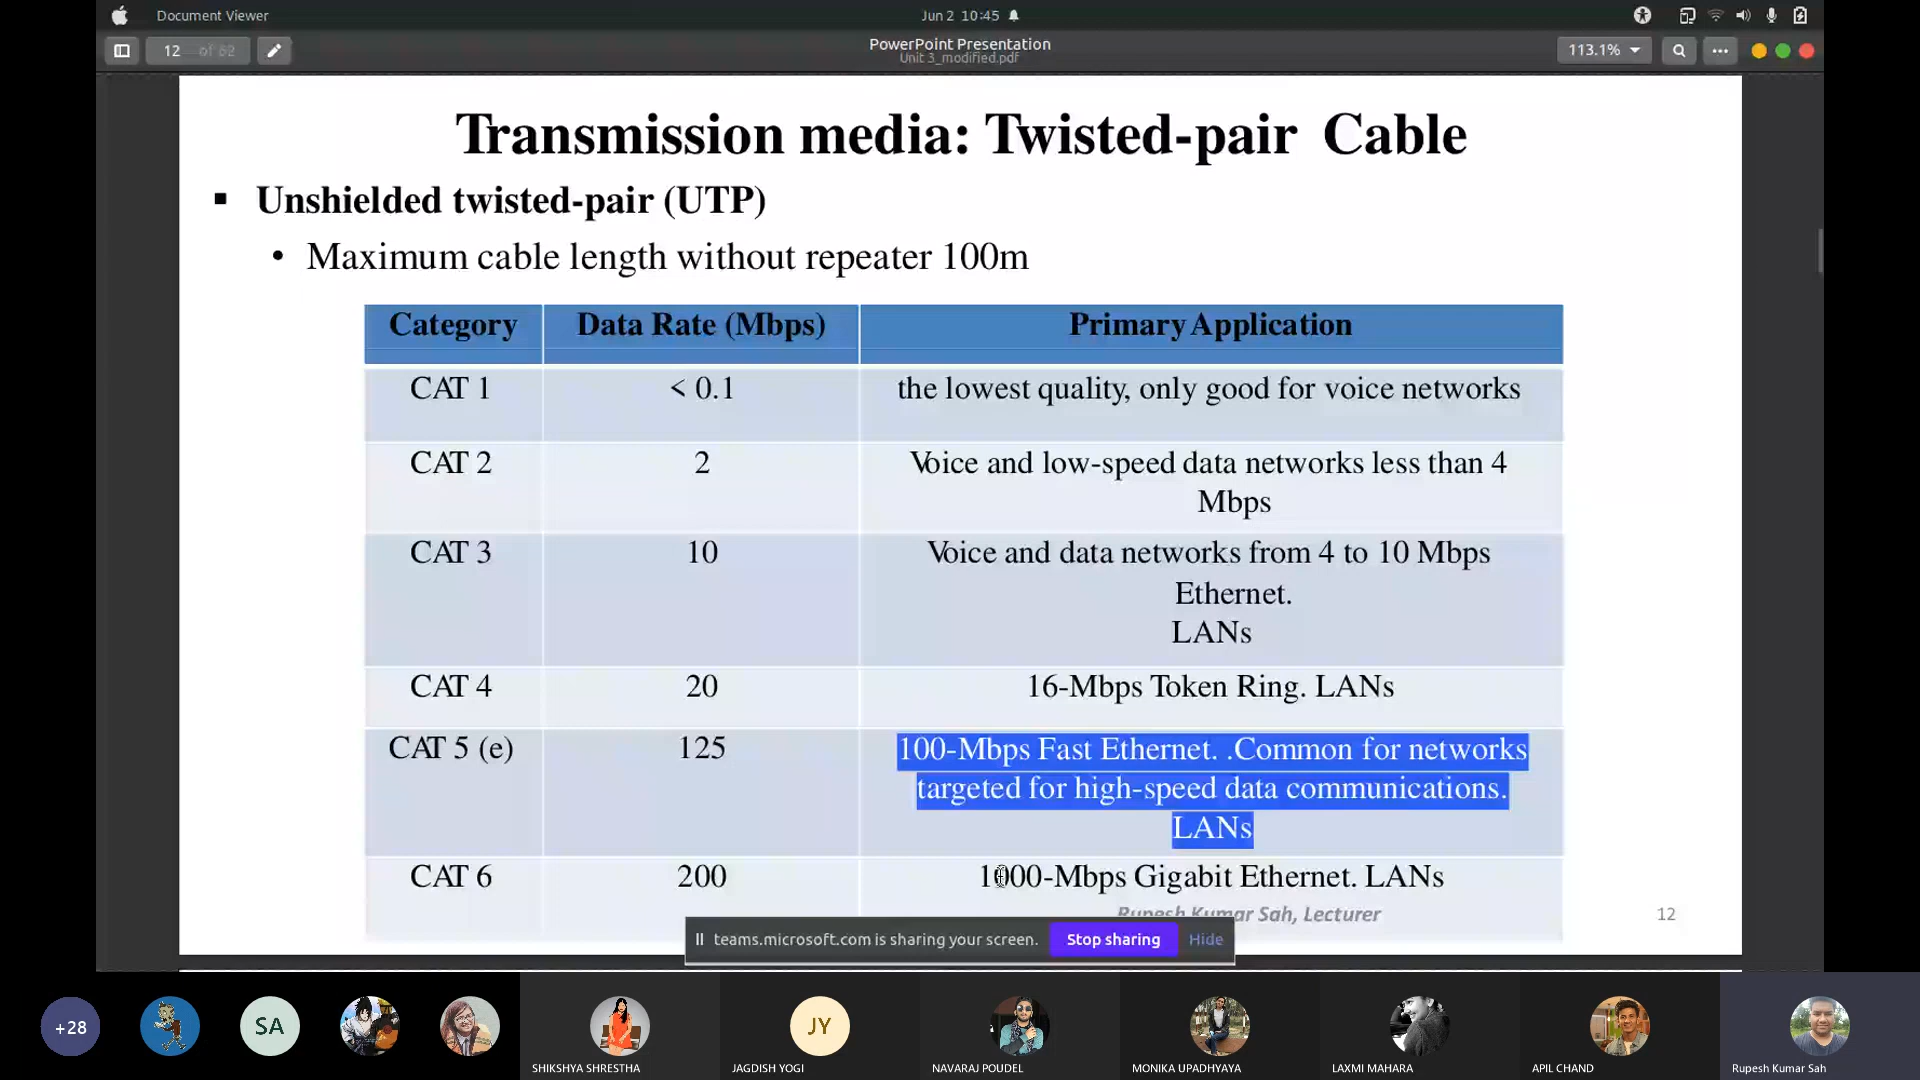 Document Viewer
Jun 2 10:45
12 of 62
PowerPoint Presentation
Unit 3_modified.pdf
113.1%
Transmission media: Twisted-pair Cable
Unshielded twisted-pair (UTP)
• Maximum cable length without repeater 100m
Category Data Rate (Mbps) Primary Application
CAT 1 < 0.1 the lowest quality, only good for voice networks
CAT 2 2 Voice and low-speed data networks less than 4
Mbps
CAT 3 10 Voice and data networks from 4 to 10 Mbps
Ethernet.
LANs
CAT 4 20 16-Mbps Token Ring. LANs
CAT 5 (e) 125 100-Mbps Fast Ethernet. .Common for networks
targeted for high-speed data communications.
LANs
CAT 6 200 1000-Mbps Gigabit Ethernet. LANs
Rupesh Kumar Sah, Lecturer
12
teams.microsoft.com is sharing your screen. Stop sharing Hide
+28
SA
JY
SHIKSHYA SHRESTHA
JAGDISH YOGI
NAVARAJ POUDEL
MONIKA UPADHYAYA
LAXMI MAHARA
APIL CHAND
Rupesh Kumar Sah